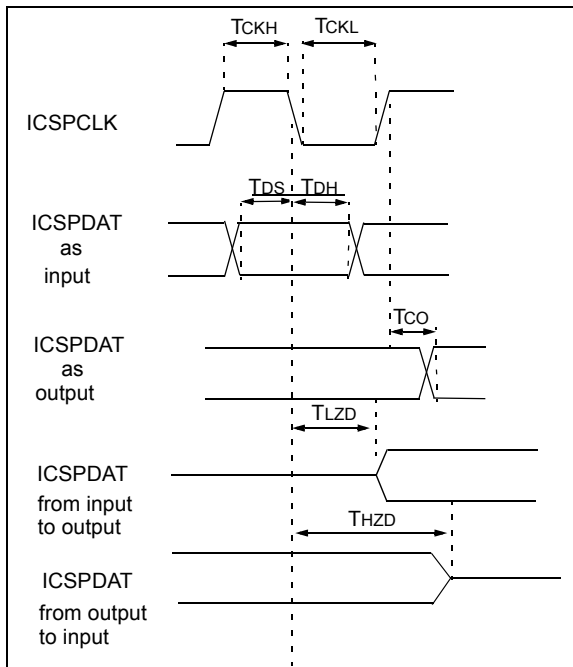 TCKH TCKL
ICSPCLK
TDS TDH
ICSPDAT
as
input
TCO
ICSPDAT
as
output
TLZD
ICSPDAT
from input
to output
THZD
ICSPDAT
from output
to input